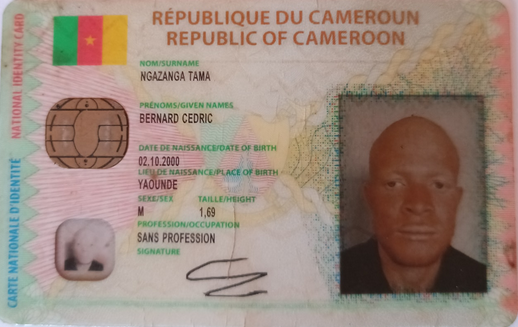 RÉPUBLIQUE DU CAMEROUN
REPUBLIC OF CAMEROON
NATIONAL IDENTITY CARD
CARTE NATIONALE D'IDENTITÉ
NOM/SURNAME
NGAZANGA TAMA
PRÉNOMS/GIVEN NAMES
BERNARD CEDRIC
DATE DE NAISSANCE/DATE OF BIRTH
02.10.2000
LIEU DE NAISSANCE/PLACE OF BIRTH
YAOUNDE
SEXE/SEX TAILLE/HEIGHT
M 1,69
PROFESSION/OCCUPATION
SANS PROFESSION
SIGNATURE